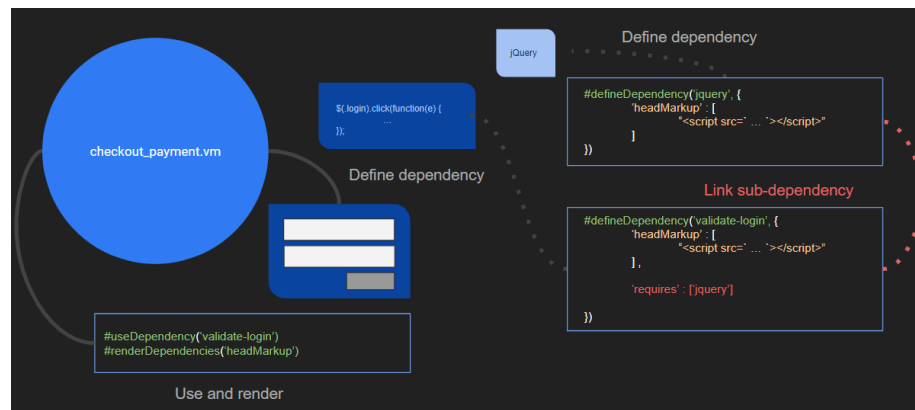 checkout_payment.vm
$(.login).click(function(e) {
...
});
Define dependency
#useDependency('validate-login')
#renderDependencies('headMarkup')
Use and render
jQuery
Define dependency
#defineDependency('jquery', {
'headMarkup' : [
"<script src=` ... `></script>"
]
})
Link sub-dependency
#defineDependency('validate-login', {
'headMarkup' : [
"<script src=` ... `></script>"
] ,
'requires' : ['jquery']
})